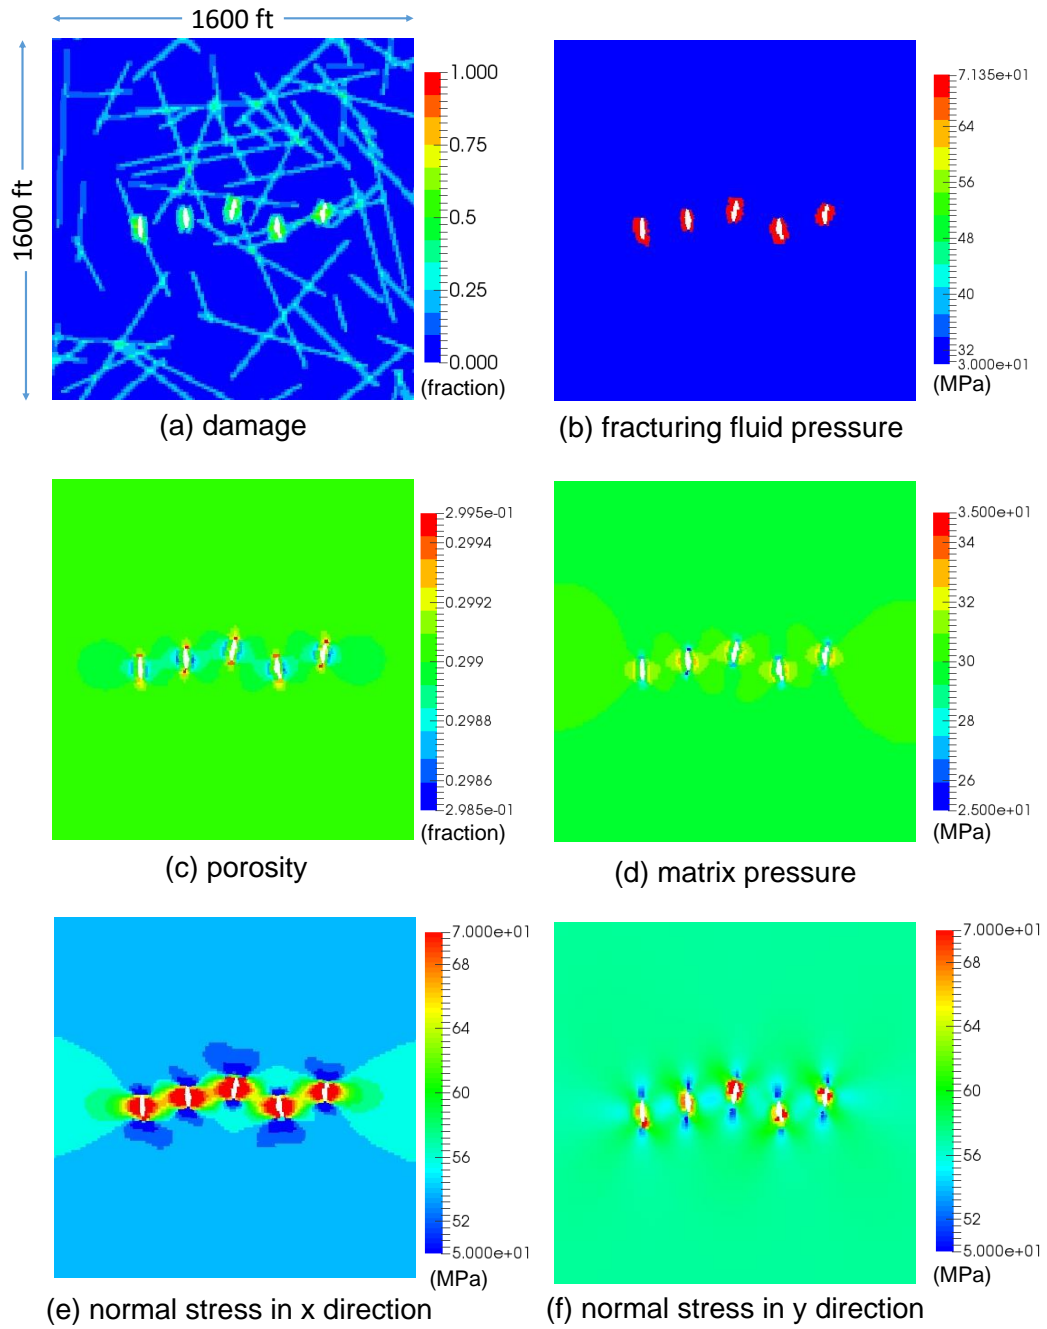 1600 ft
1600 ft
1.000
0.75
0.5
0.25
0.000
(fraction)
(a) damage
7.135e+01
64
56
48
40
32
3.000e+01
(MPa)
(b) fracturing fluid pressure
2.995e-01
0.2994
0.2992
0.299
0.2988
0.2986
2.985e-01
(fraction)
(c) porosity
3.500e+01
34
32
30
28
26
2.500e+01
(MPa)
(d) matrix pressure
7.000e+01
68
64
60
56
52
5.000e+01
(MPa)
(e) normal stress in x direction
7.000e+01
68
64
60
56
52
5.000e+01
(MPa)
(f) normal stress in y direction